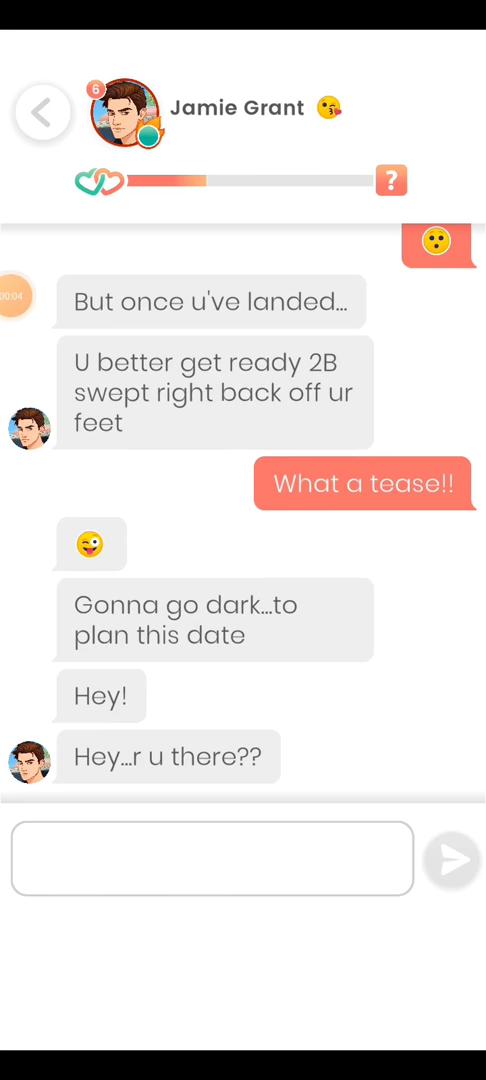 6
Jamie Grant 😘
?
😯
00:04
But once u've landed...
U better get ready 2B
swept right back off ur
feet
What a tease!!
😜
Gonna go dark...to
plan this date
Hey!
Hey...r u there??